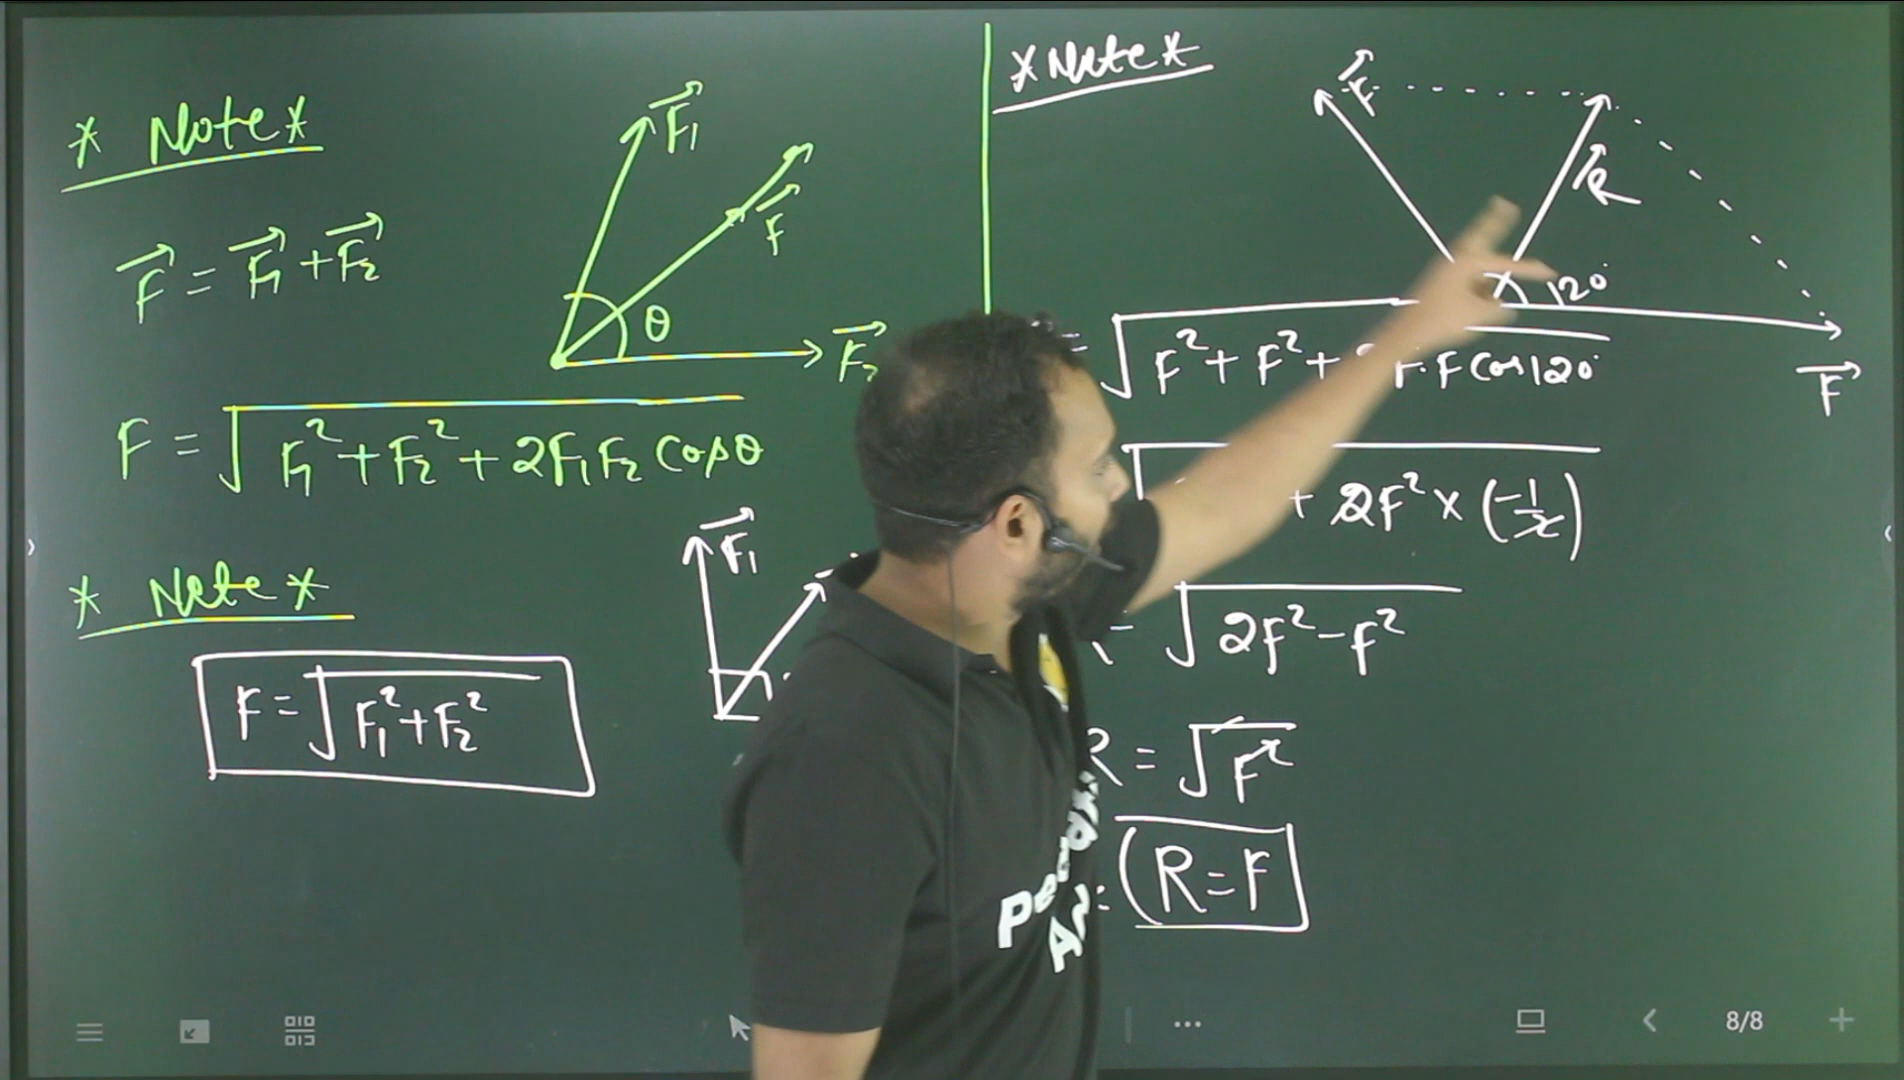 * Note *
F⃗ = F⃗₁ + F⃗₂
F⃗₁
F⃗
θ
F = √(F₁² + F₂² + 2F₁F₂ Cosθ)
* Note *
F = √(F₁² + F₂²)
F⃗₁
* Note *
F⃗
R⃗
120°
F⃗
= √(F² + F² + F·F Cos120°
+ 2F² × (-1/2)
= √(2F² - F²)
R = √F²
R = F
8/8